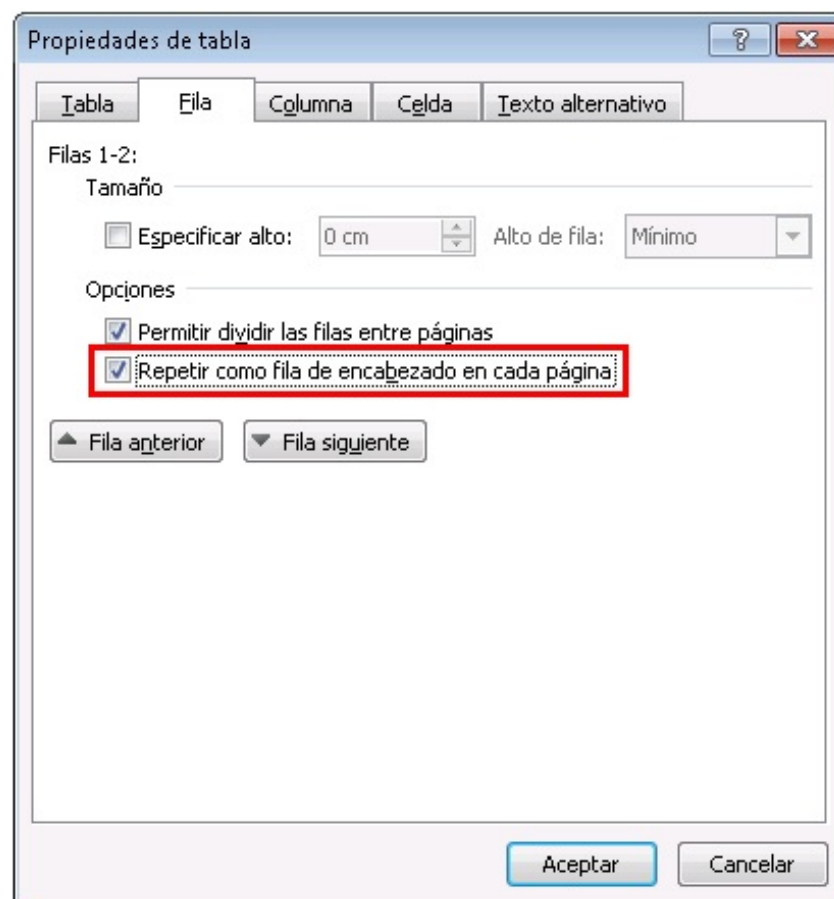 Propiedades de tabla
Tabla Fila Columna Celda Texto alternativo
Filas 1-2:
Tamaño
Especificar alto: 0 cm Alto de fila: Mínimo
Opciones
Permitir dividir las filas entre páginas
Repetir como fila de encabezado en cada página
Fila anterior Fila siguiente
Aceptar Cancelar